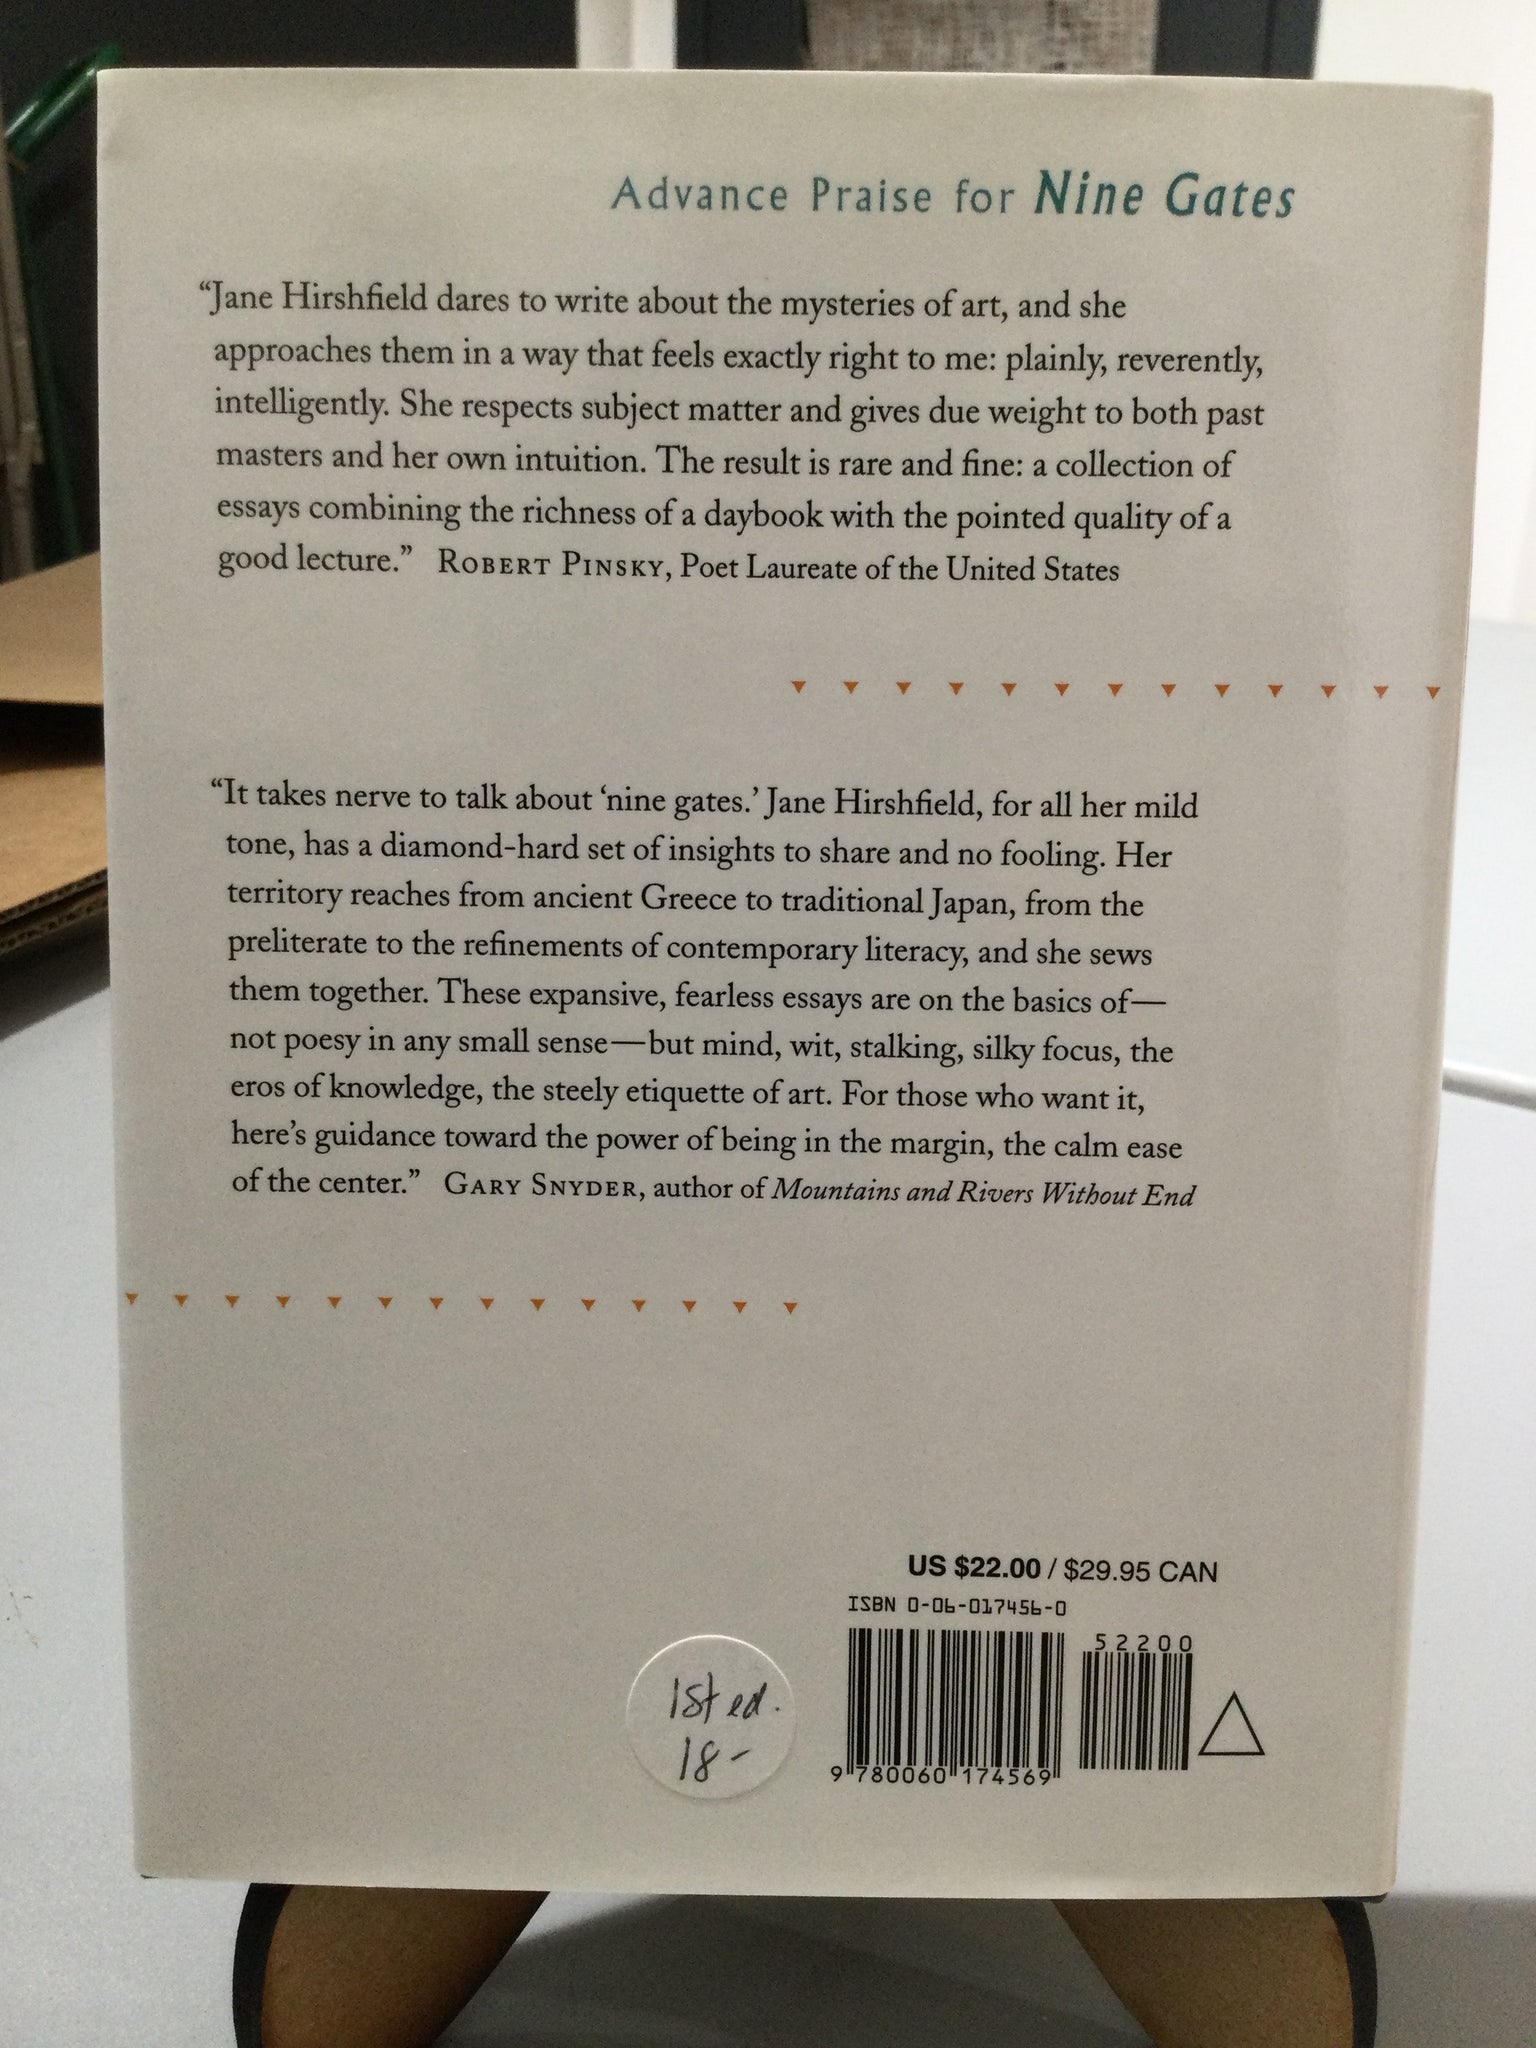 Advance Praise for Nine Gates
“Jane Hirshfield dares to write about the mysteries of art, and she
approaches them in a way that feels exactly right to me: plainly, reverently,
intelligently. She respects subject matter and gives due weight to both past
masters and her own intuition. The result is rare and fine: a collection of
essays combining the richness of a daybook with the pointed quality of a
good lecture.” ROBERT PINSKY, Poet Laureate of the United States
“It takes nerve to talk about ‘nine gates.’ Jane Hirshfield, for all her mild
tone, has a diamond-hard set of insights to share and no fooling. Her
territory reaches from ancient Greece to traditional Japan, from the
preliterate to the refinements of contemporary literacy, and she sews
them together. These expansive, fearless essays are on the basics of—
not poesy in any small sense—but mind, wit, stalking, silky focus, the
eros of knowledge, the steely etiquette of art. For those who want it,
here’s guidance toward the power of being in the margin, the calm ease
of the center.” GARY SNYDER, author of Mountains and Rivers Without End
US $22.00 / $29.95 CAN
ISBN 0-06-017456-0
52200
9 780060 174569
1st ed.
18-